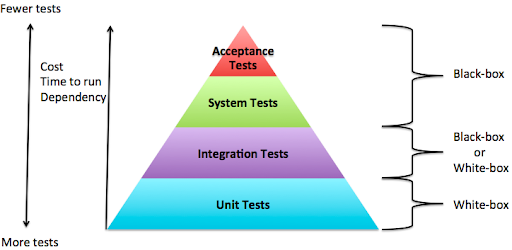 Fewer tests
Cost
Time to run
Dependency
Acceptance
Tests
System Tests
Integration Tests
Unit Tests
Black-box
Black-box
or
White-box
White-box
More tests